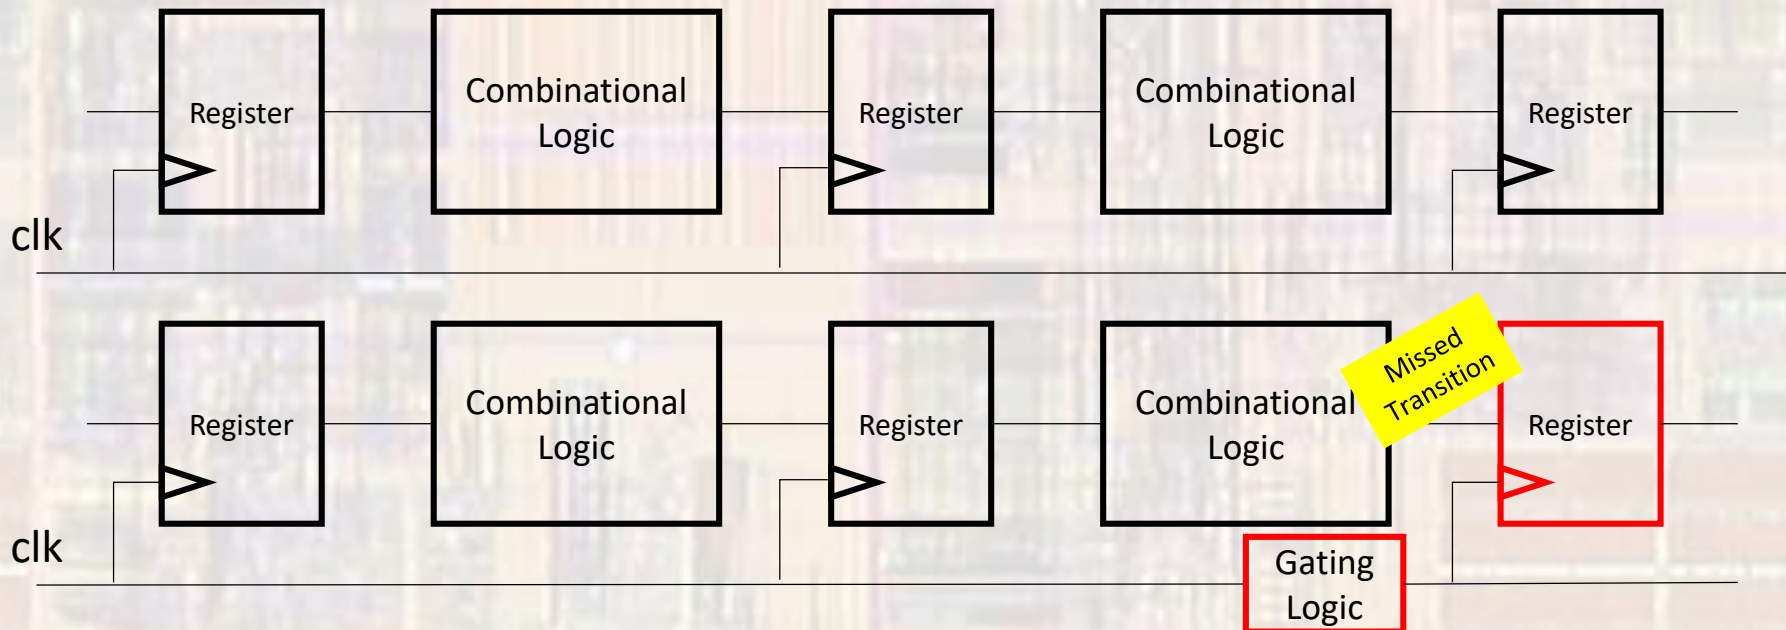 Register
Combinational
Logic
Register
Combinational
Logic
Register
clk
Register
Combinational
Logic
Register
Combinational
Logic
Missed
Transition
Register
clk
Gating
Logic